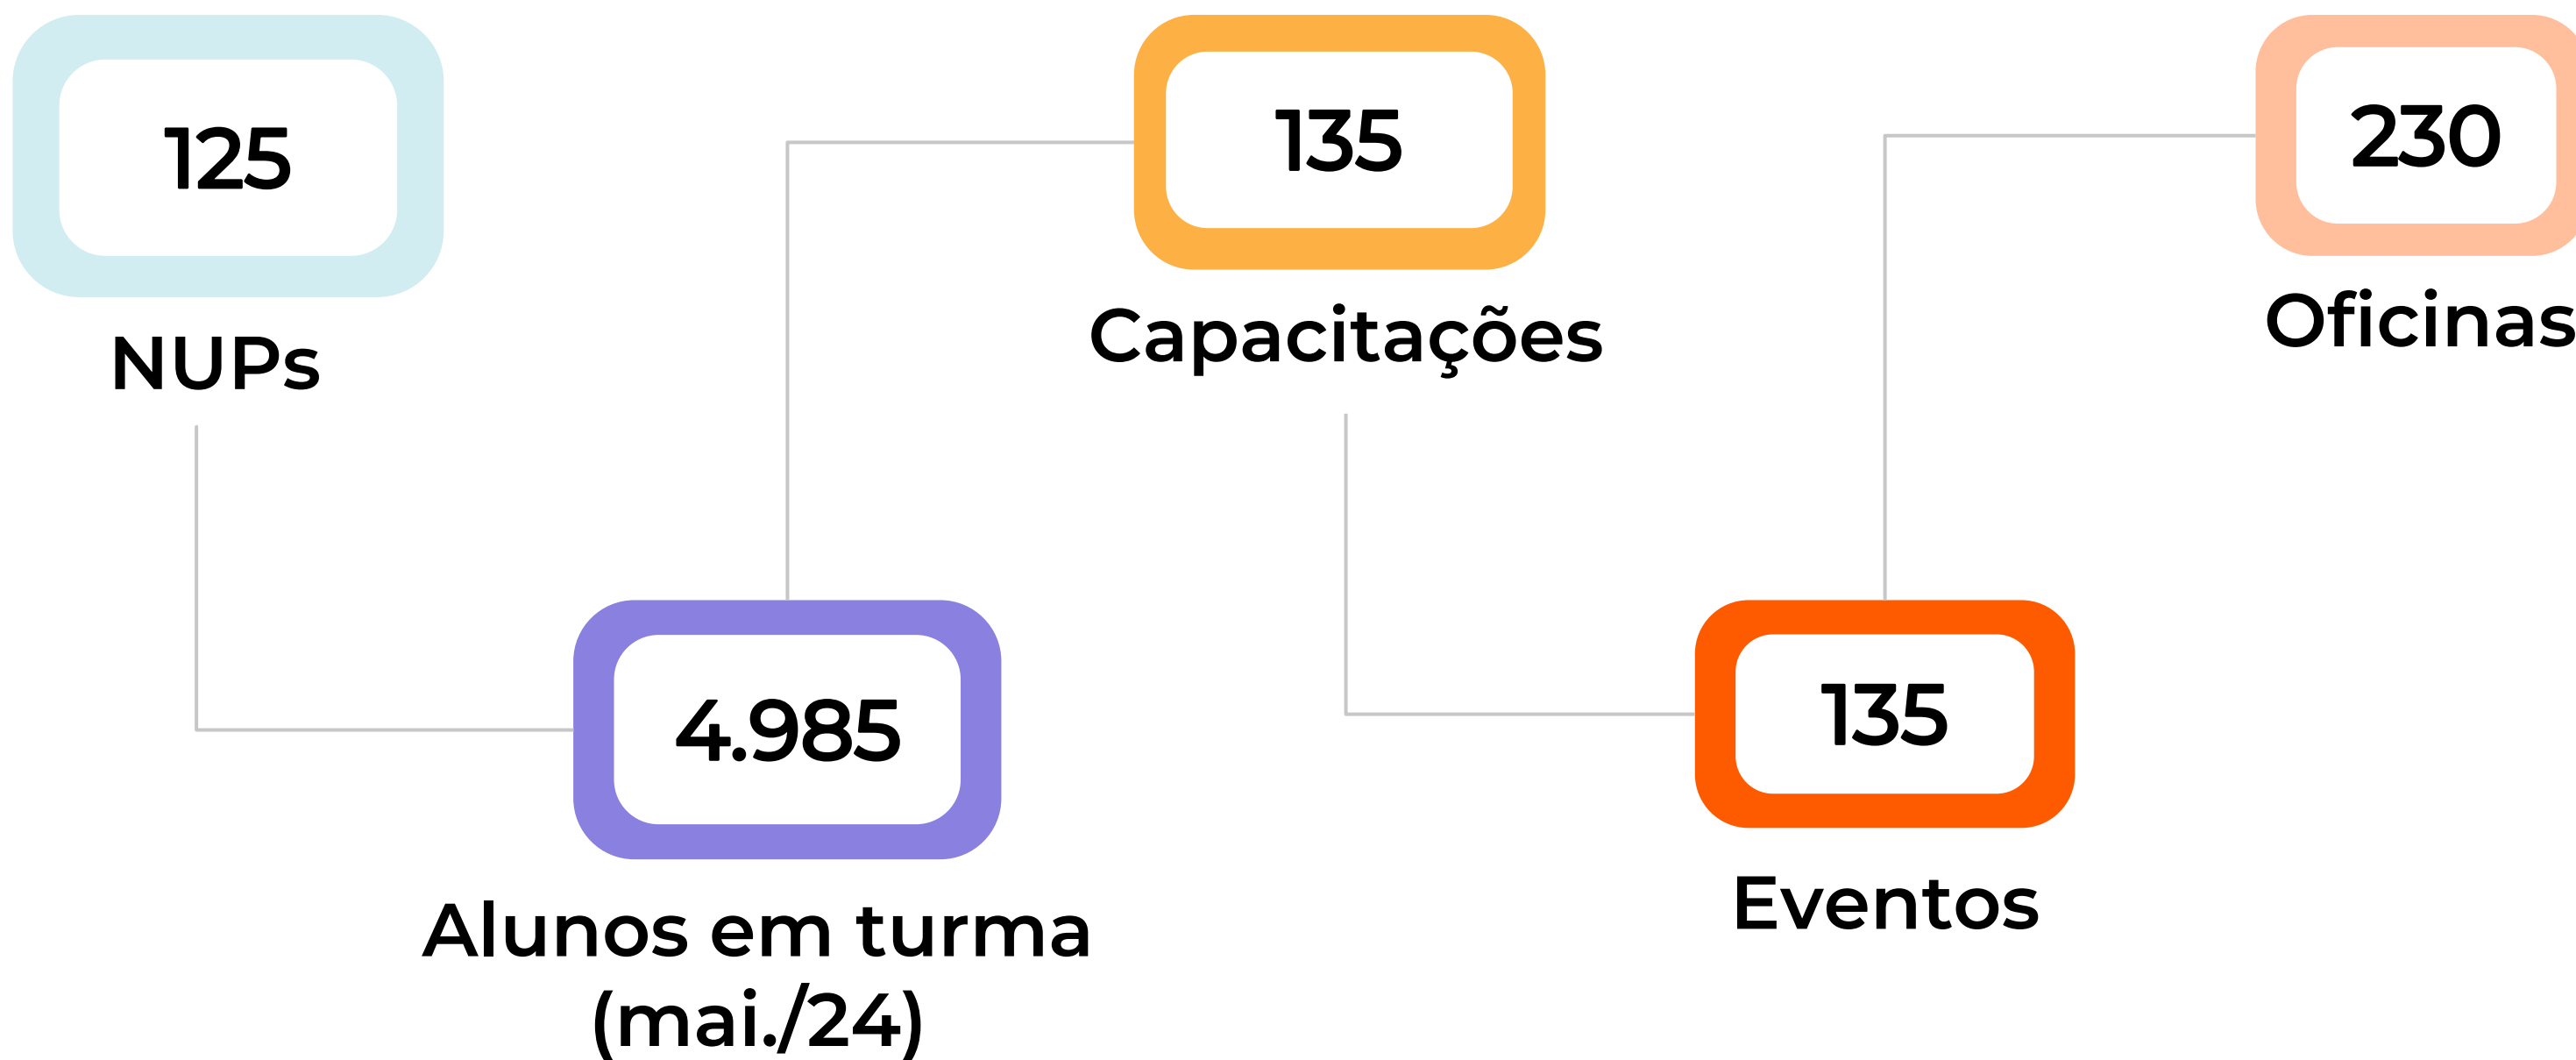 125
NUPs
4.985
Alunos em turma
(mai./24)
135
Capacitações
135
Eventos
230
Oficinas